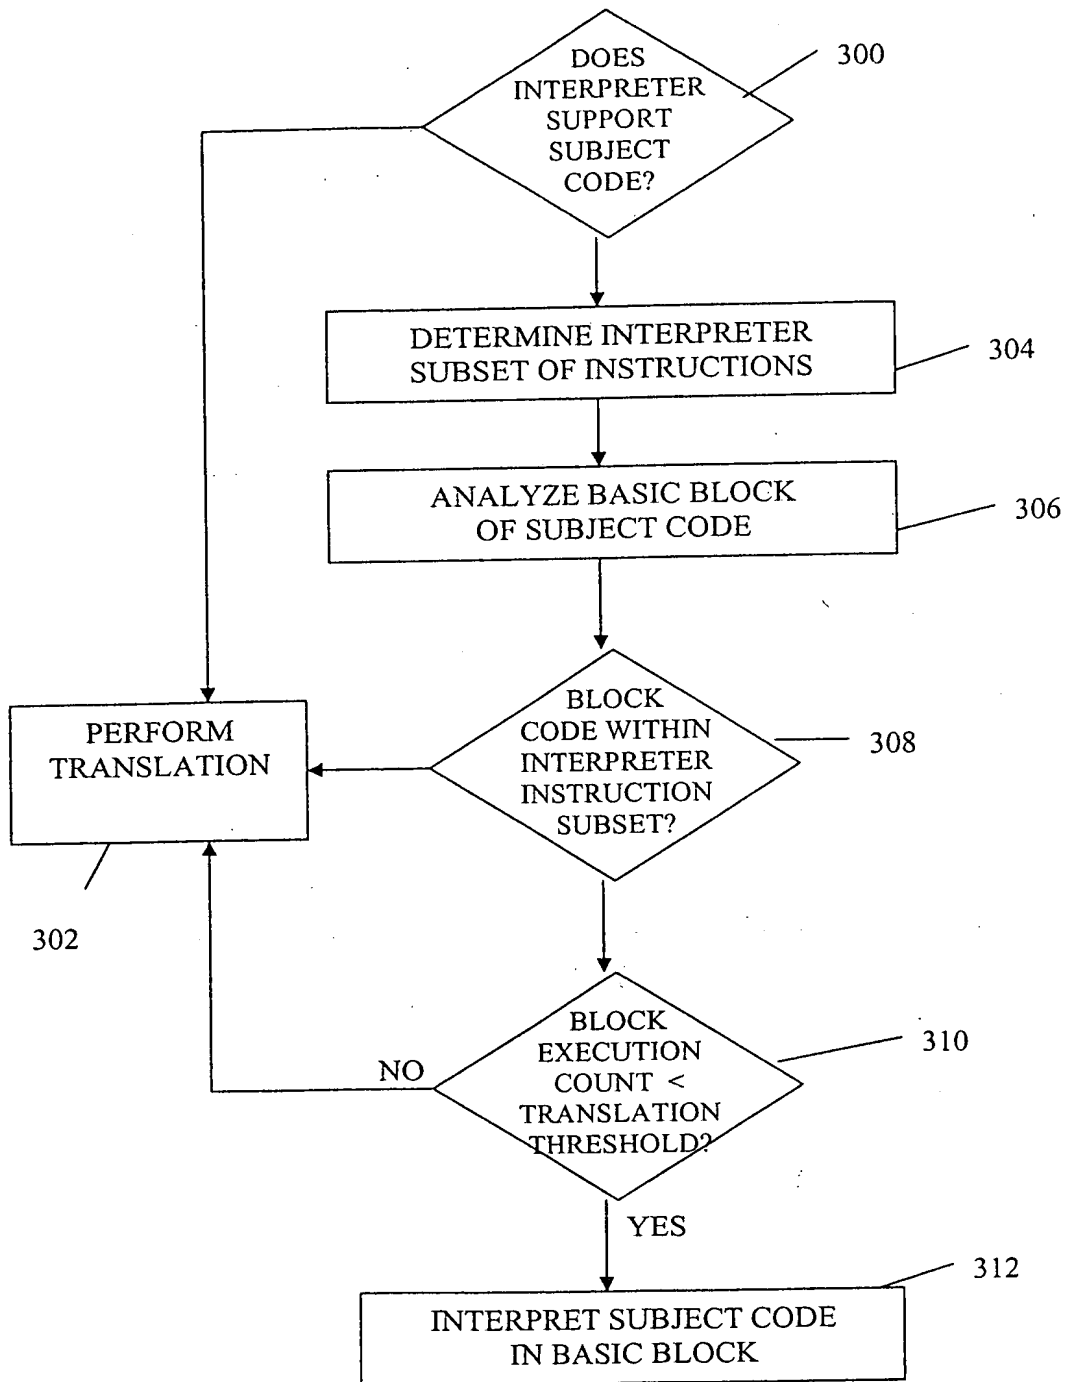 DOES
INTERPRETER
SUPPORT
SUBJECT
CODE?
300
DETERMINE INTERPRETER
SUBSET OF INSTRUCTIONS
304
ANALYZE BASIC BLOCK
OF SUBJECT CODE
306
BLOCK
CODE WITHIN
INTERPRETER
INSTRUCTION
SUBSET?
308
PERFORM
TRANSLATION
302
BLOCK
EXECUTION
COUNT <
TRANSLATION
THRESHOLD?
310
NO
YES
312
INTERPRET SUBJECT CODE
IN BASIC BLOCK